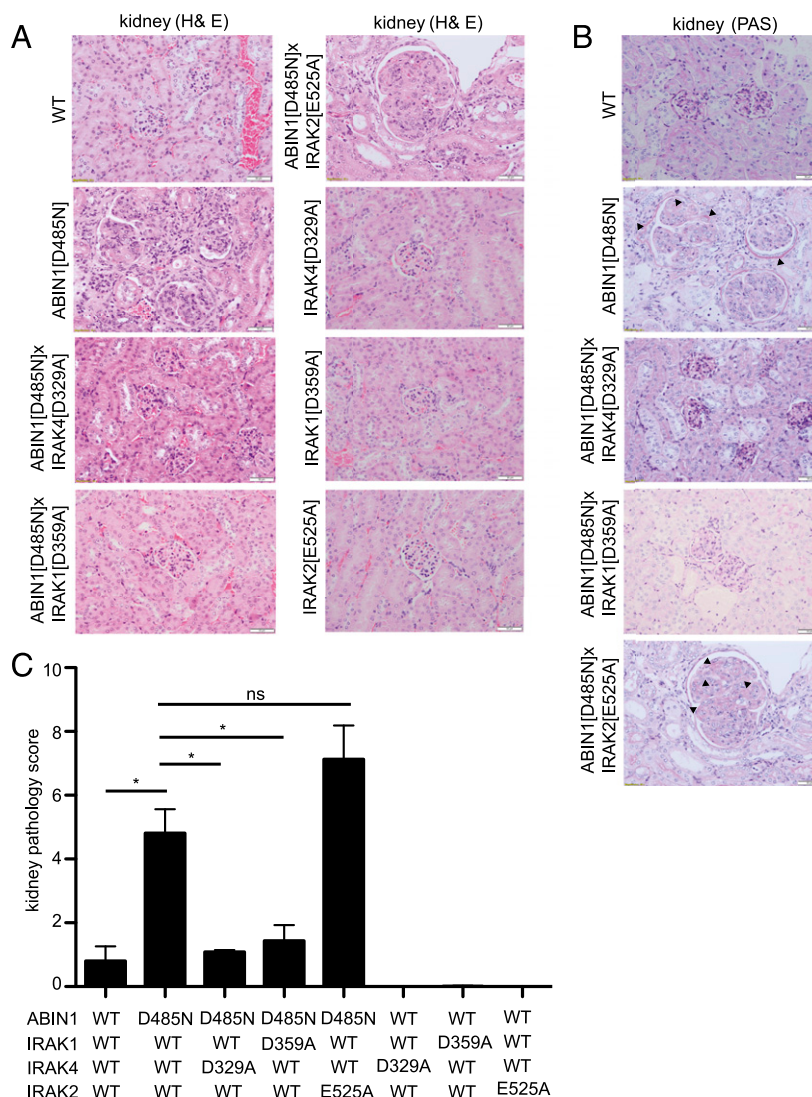 A
kidney (H& E)
kidney (H& E)
WT
ABIN1[D485N]
ABIN1[D485N]x
IRAK4[D329A]
ABIN1[D485N]x
IRAK1[D359A]
ABIN1[D485N]x
IRAK2[E525A]
IRAK4[D329A]
IRAK1[D359A]
IRAK2[E525A]
B
kidney (PAS)
WT
ABIN1[D485N]
ABIN1[D485N]x
IRAK4[D329A]
ABIN1[D485N]x
IRAK1[D359A]
ABIN1[D485N]x
IRAK2[E525A]
C
kidney pathology score
10
8
6
4
2
0
ns
*
*
*
ABIN1 WT D485N D485N D485N D485N WT WT WT
IRAK1 WT WT WT D359A WT WT D359A WT
IRAK4 WT WT D329A WT WT D329A WT WT
IRAK2 WT WT WT WT E525A WT WT E525A